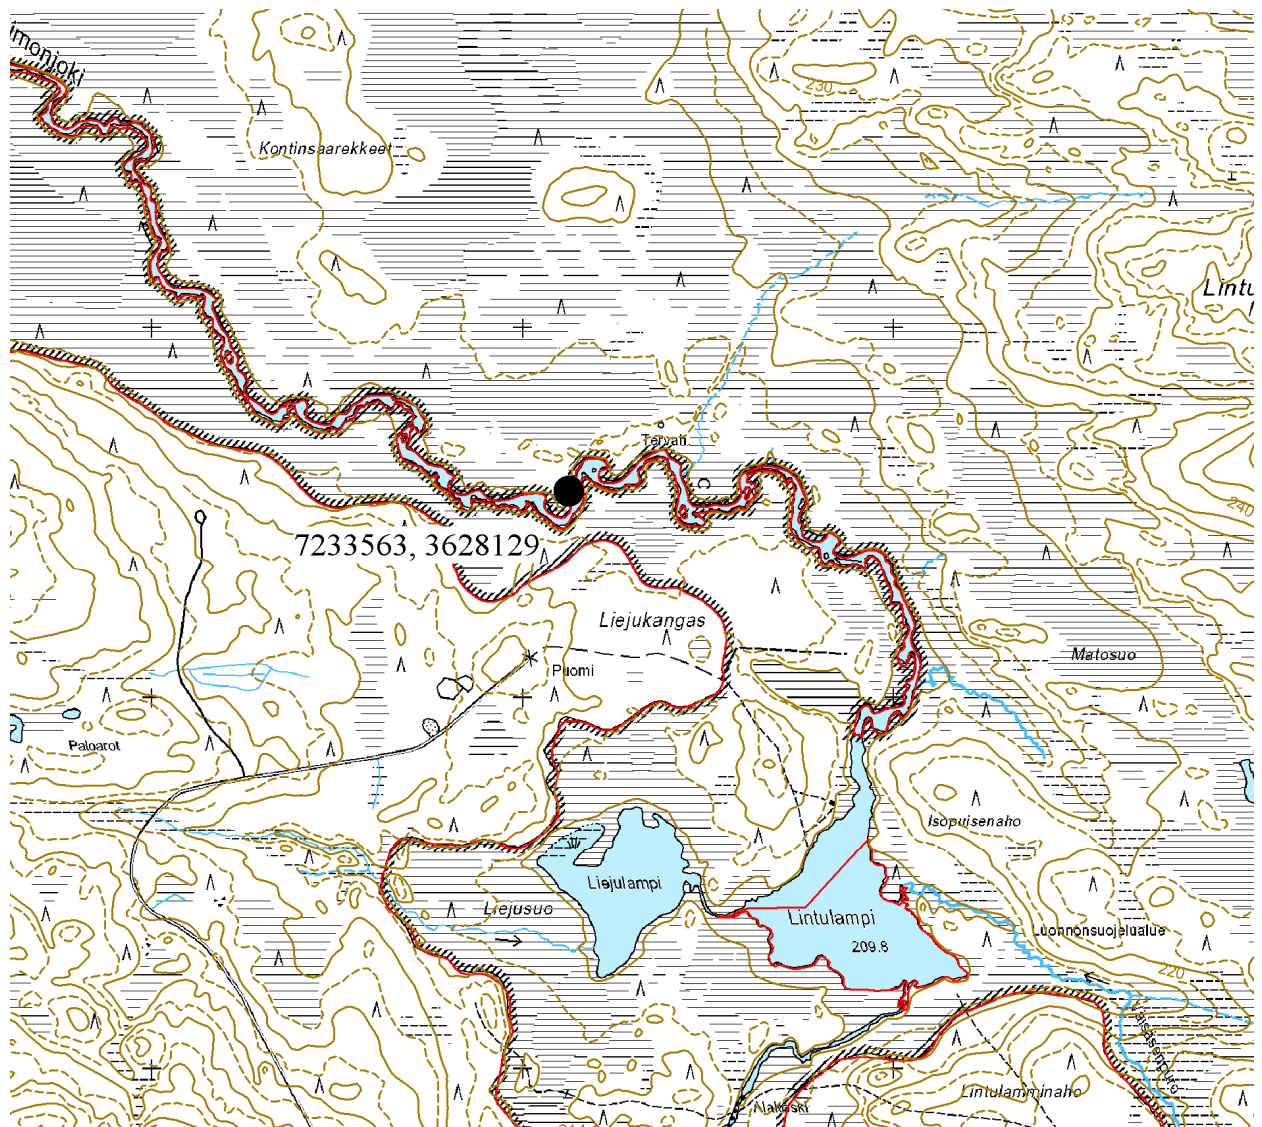 imonjoki
230
Kontinsaarekkeet
Tervah.
240
7233563, 3628129
Liejukangas
Matosuo
Puomi
Paloarot
Isopuisenaho
Liejulampi
Liejusuo
Lintulampi
209.8
Luonnonsuojelualue
220
Lintulamminaho
Alakoski